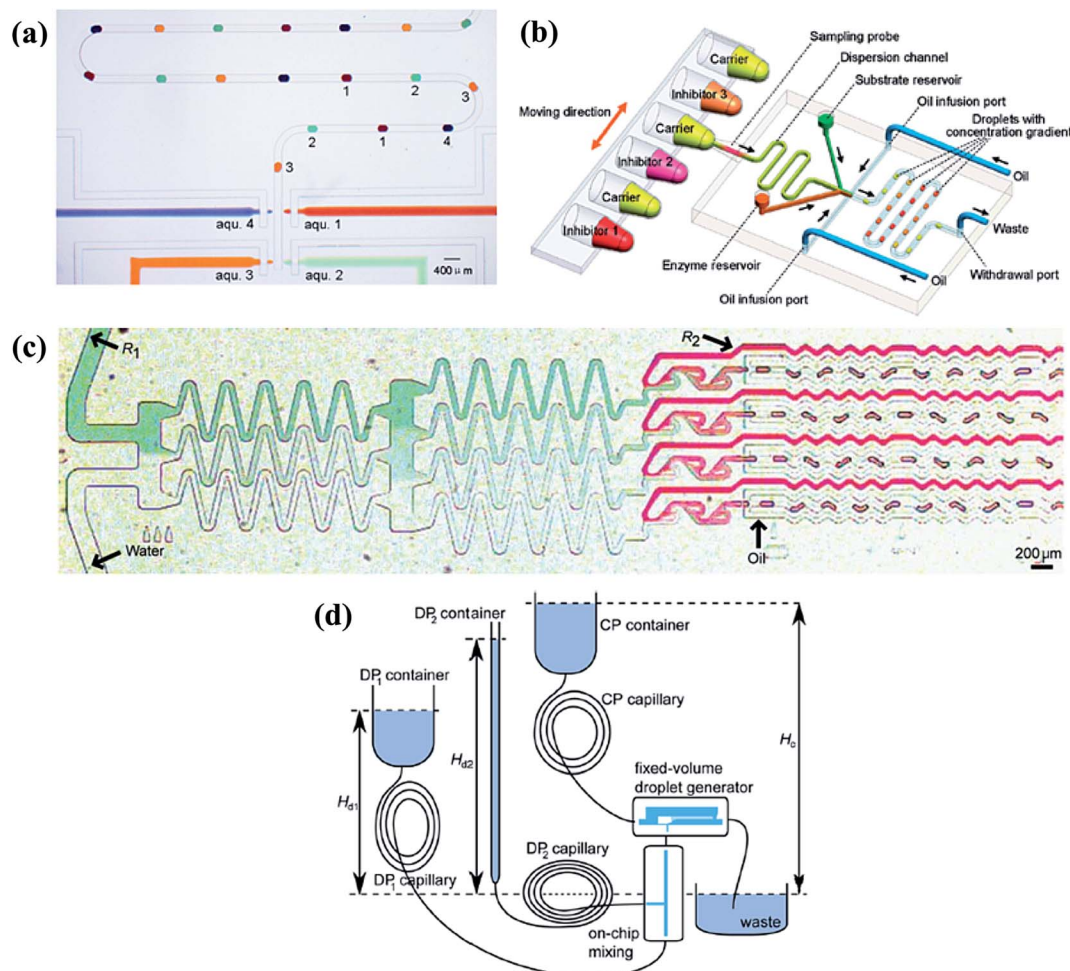 (a)
1
2
3
2
1
4
3
aqu. 4
aqu. 1
aqu. 3
aqu. 2
400 μm
(b)
Sampling probe
Dispersion channel
Substrate reservoir
Oil infusion port
Droplets with
concentration gradient
Carrier
Inhibitor 3
Moving direction
Carrier
Inhibitor 2
Carrier
Inhibitor 1
Oil
Waste
Enzyme reservoir
Oil infusion port
Oil
Withdrawal port
(c)
R1
R2
Water
Oil
200 μm
(d)
DP2 container
CP container
DP1 container
CP capillary
Hc
Hd2
fixed-volume
droplet generator
Hd1
DP2 capillary
DP1 capillary
on-chip
mixing
waste